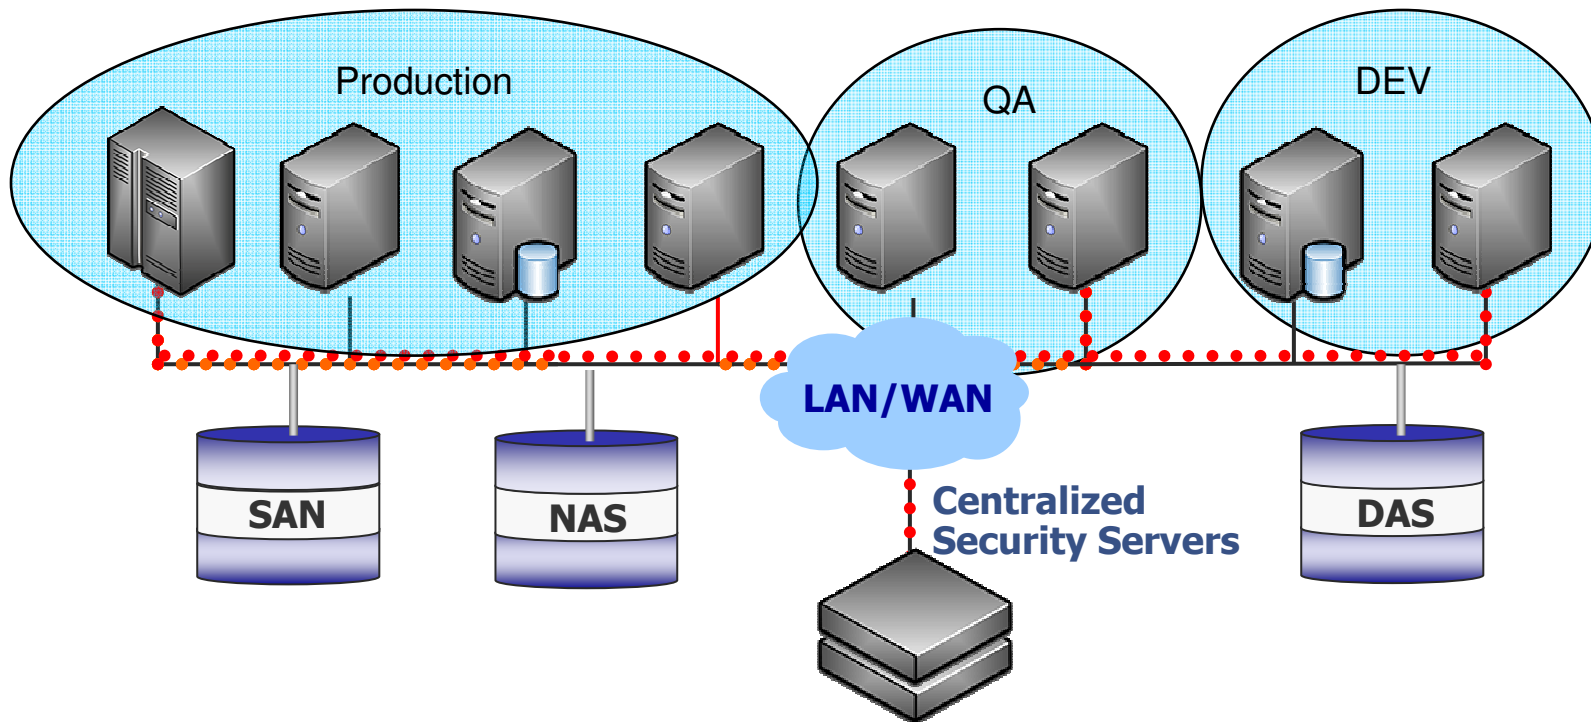 Production
QA
DEV
LAN/WAN
SAN
NAS
Centralized
Security Servers
DAS